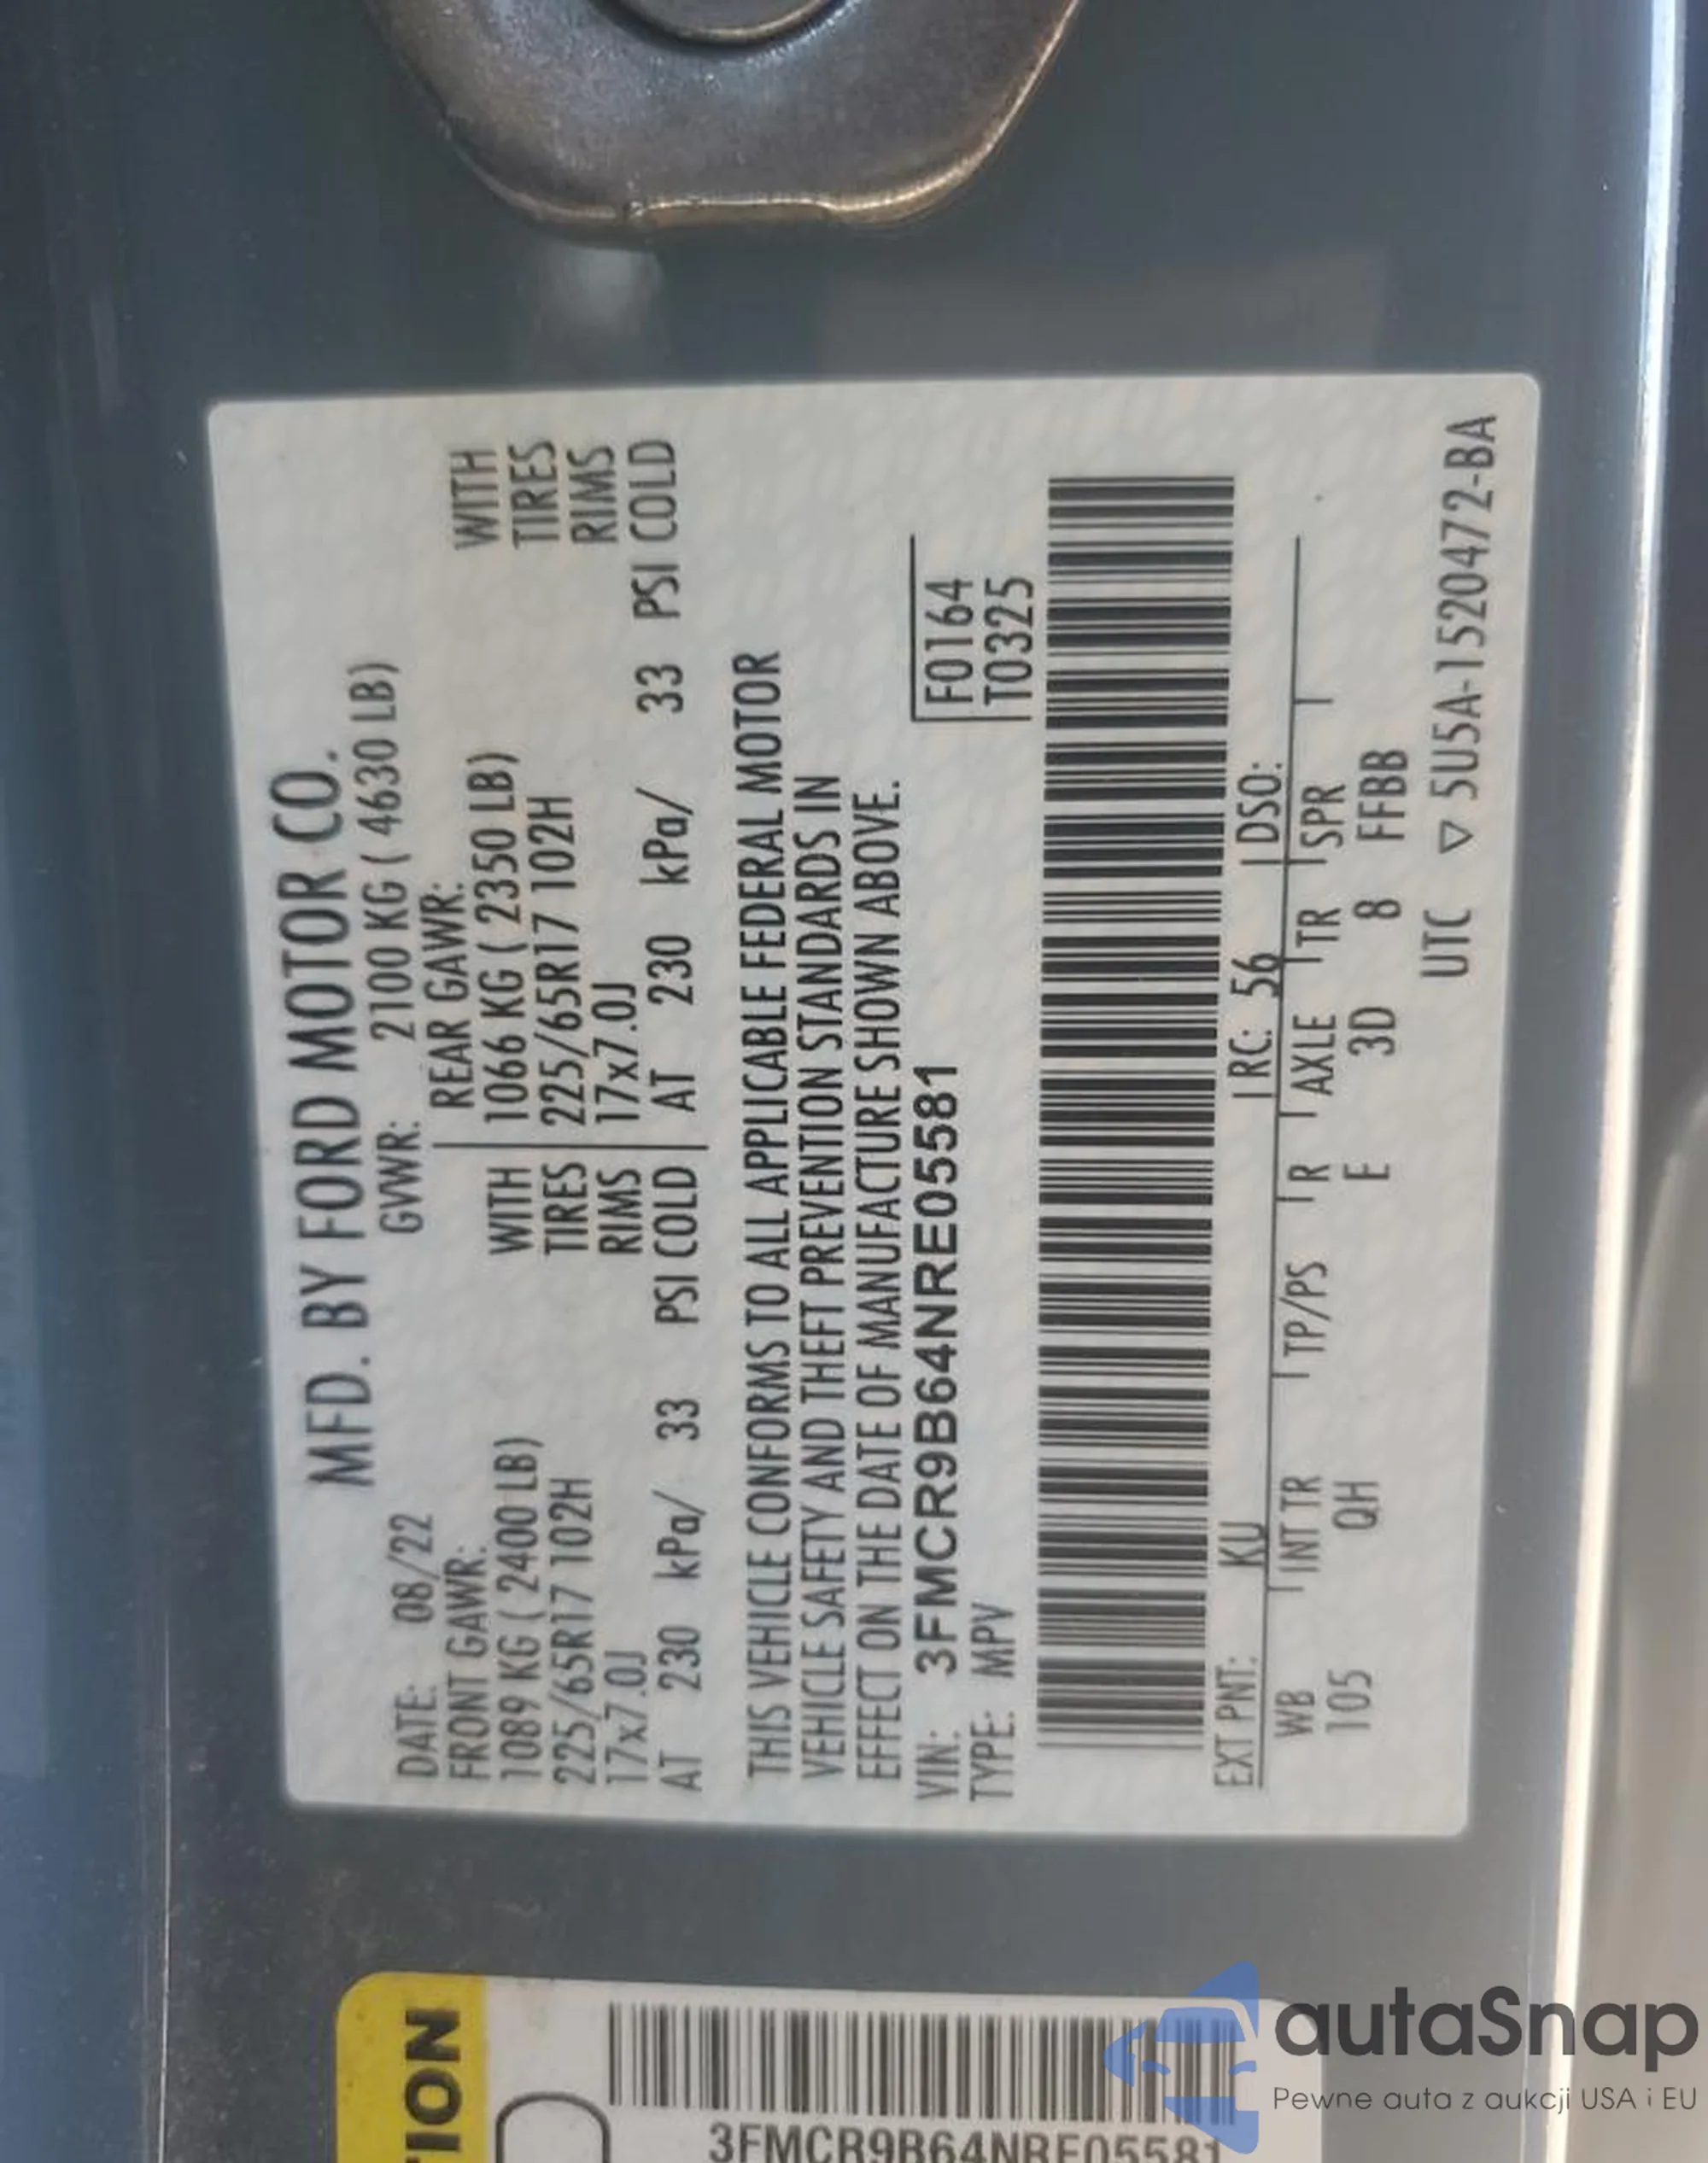 MFD. BY FORD MOTOR CO.
DATE: 08/22 GVWR: 2100 KG ( 4630 LB)
FRONT GAWR: REAR GAWR:
1089 KG ( 2400 LB) WITH 1066 KG ( 2350 LB) WITH
225/65R17 102H TIRES 225/65R17 102H TIRES
17x7.0J RIMS 17x7.0J RIMS
AT 230 kPa/ 33 PSI COLD AT 230 kPa/ 33 PSI COLD
THIS VEHICLE CONFORMS TO ALL APPLICABLE FEDERAL MOTOR
VEHICLE SAFETY AND THEFT PREVENTION STANDARDS IN
EFFECT ON THE DATE OF MANUFACTURE SHOWN ABOVE.
VIN: 3FMCR9B64NRE05581 F0164
TYPE: MPV T0325
EXT PNT: KU RC: 56 DSO:
WB INT TR TP/PS R AXLE TR SPR
105 QH E 3D 8 FFBB
UTC ▽ 5U5A-1520472-BA
TION
3FMCR9B64NRE05581
autaSnap
Pewne auta z aukcji USA i EU